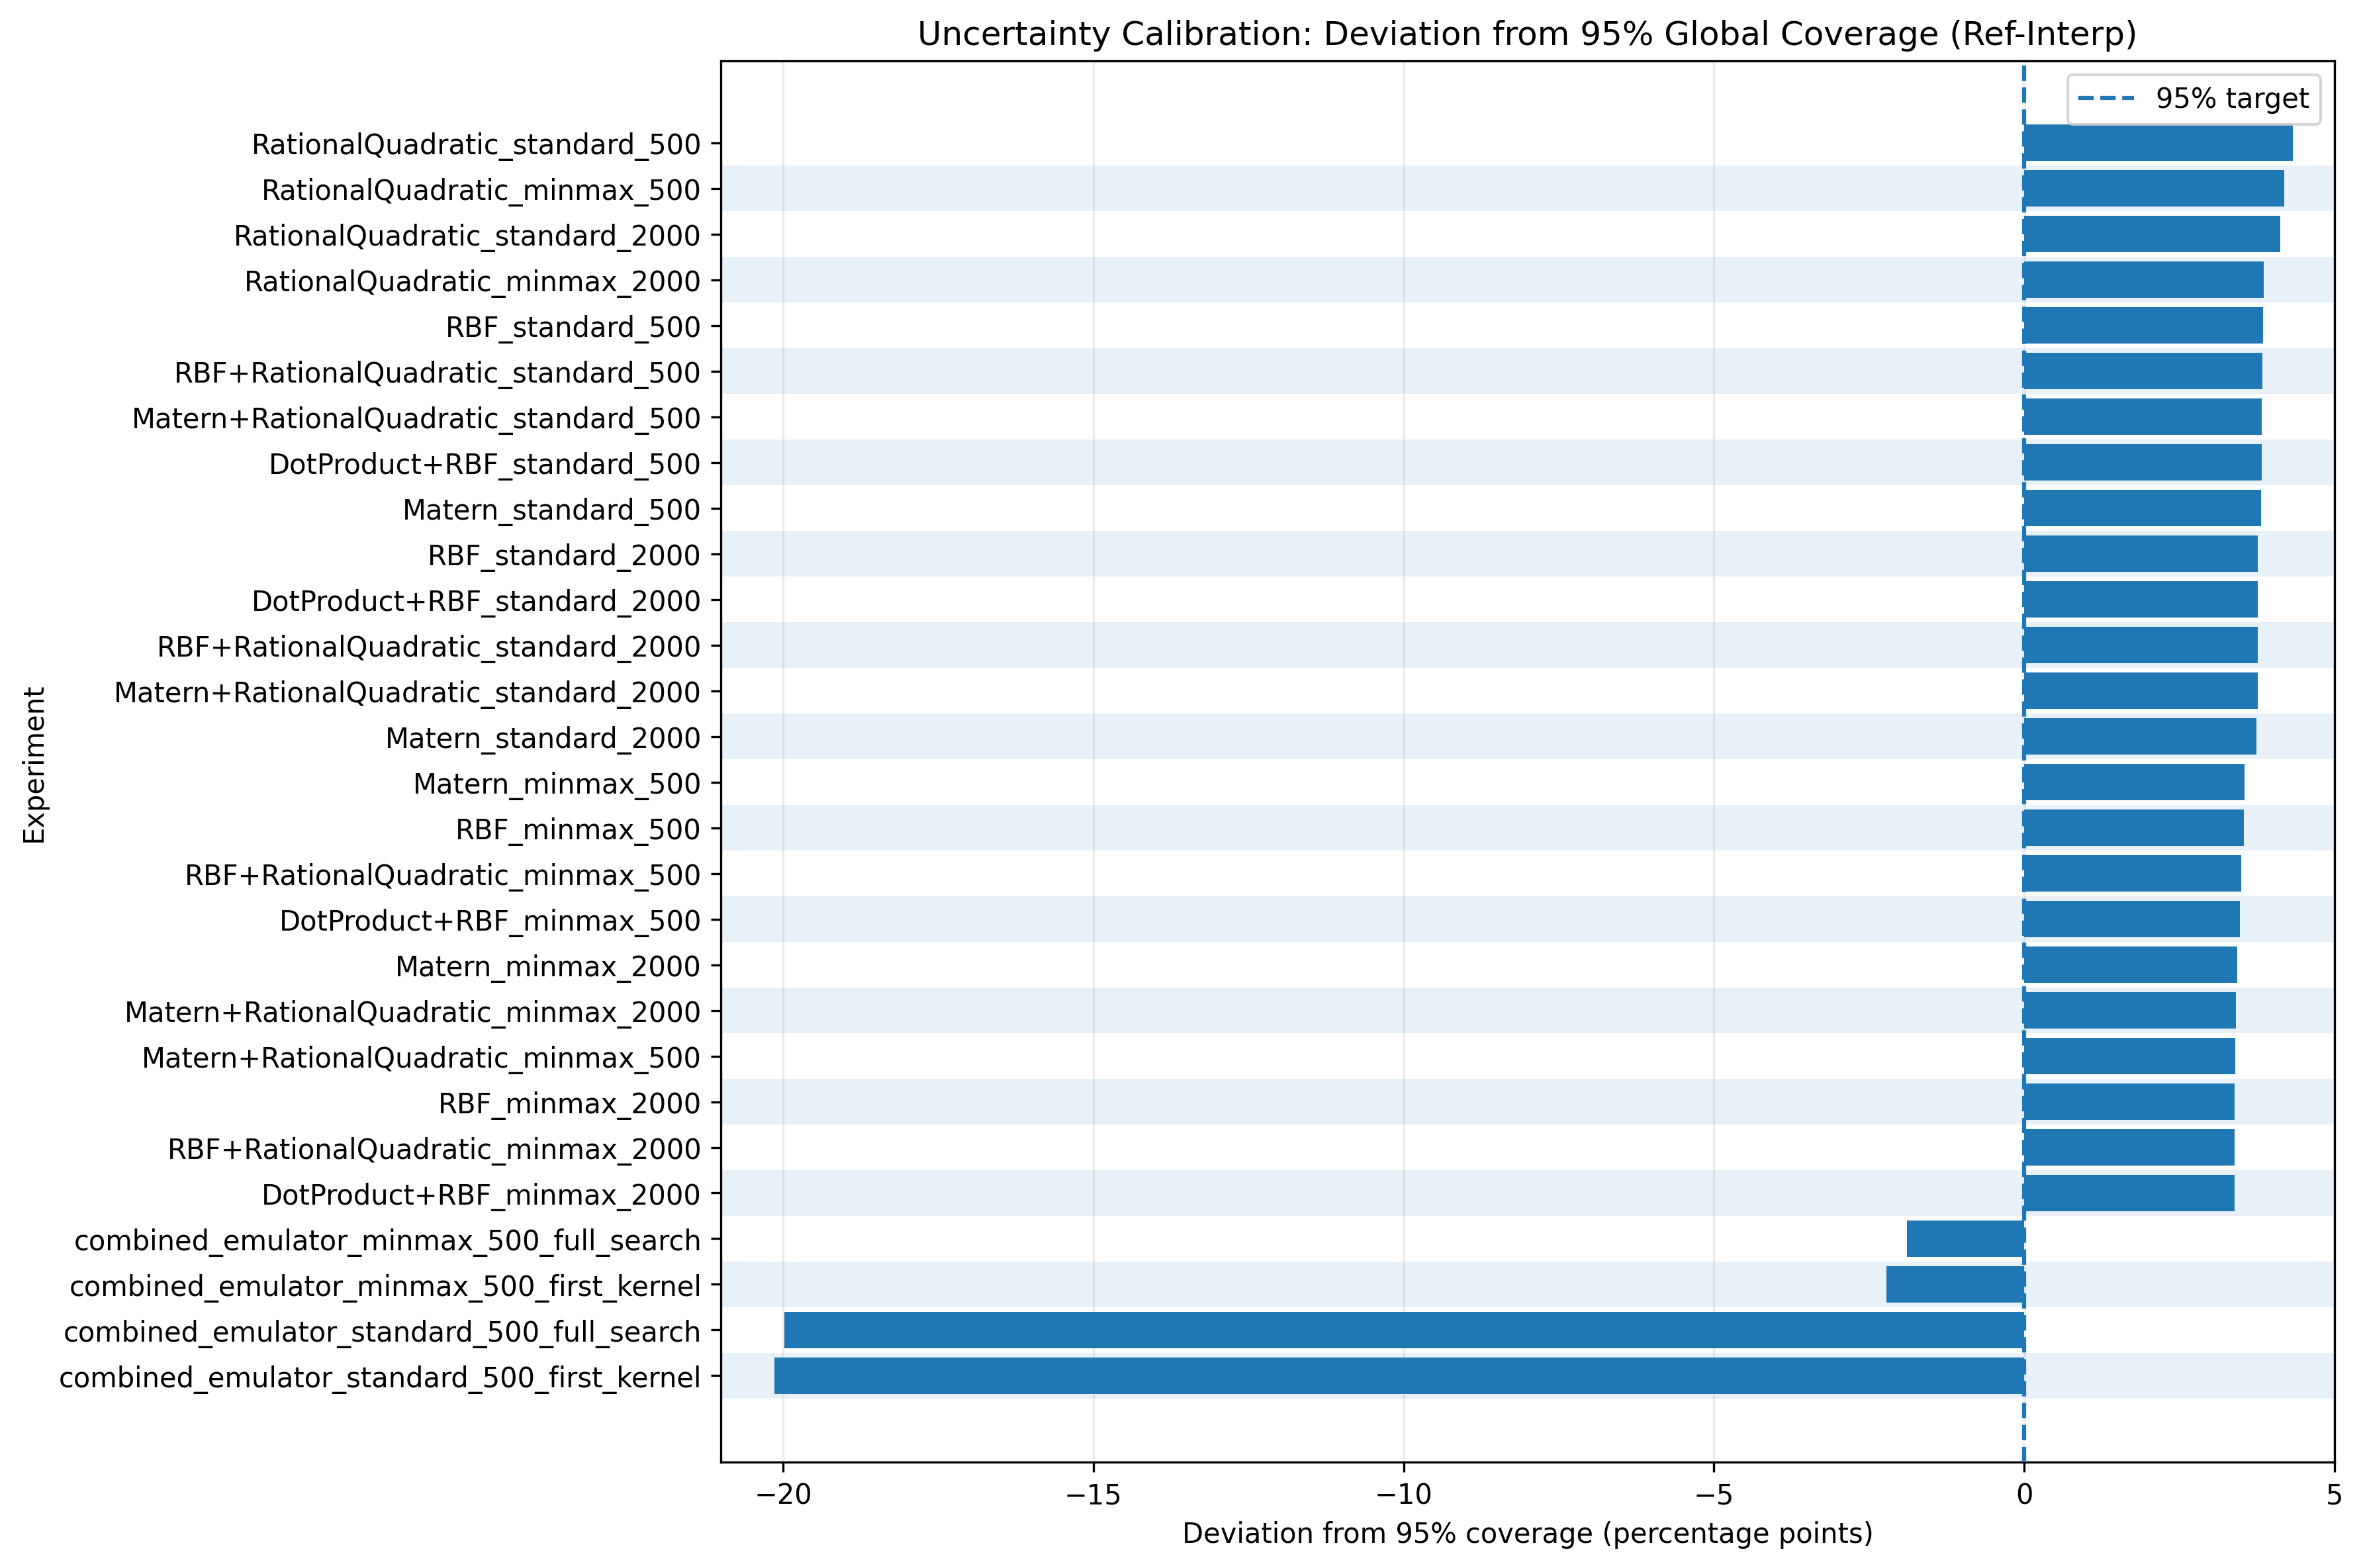 Uncertainty Calibration: Deviation from 95% Global Coverage (Ref-Interp)
95% target
RationalQuadratic_standard_500
RationalQuadratic_minmax_500
RationalQuadratic_standard_2000
RationalQuadratic_minmax_2000
RBF_standard_500
RBF+RationalQuadratic_standard_500
Matern+RationalQuadratic_standard_500
DotProduct+RBF_standard_500
Matern_standard_500
RBF_standard_2000
DotProduct+RBF_standard_2000
RBF+RationalQuadratic_standard_2000
Matern+RationalQuadratic_standard_2000
Matern_standard_2000
Matern_minmax_500
RBF_minmax_500
RBF+RationalQuadratic_minmax_500
DotProduct+RBF_minmax_500
Matern_minmax_2000
Matern+RationalQuadratic_minmax_2000
Matern+RationalQuadratic_minmax_500
RBF_minmax_2000
RBF+RationalQuadratic_minmax_2000
DotProduct+RBF_minmax_2000
combined_emulator_minmax_500_full_search
combined_emulator_minmax_500_first_kernel
combined_emulator_standard_500_full_search
combined_emulator_standard_500_first_kernel
Experiment
−20 −15 −10 −5 0 5
Deviation from 95% coverage (percentage points)